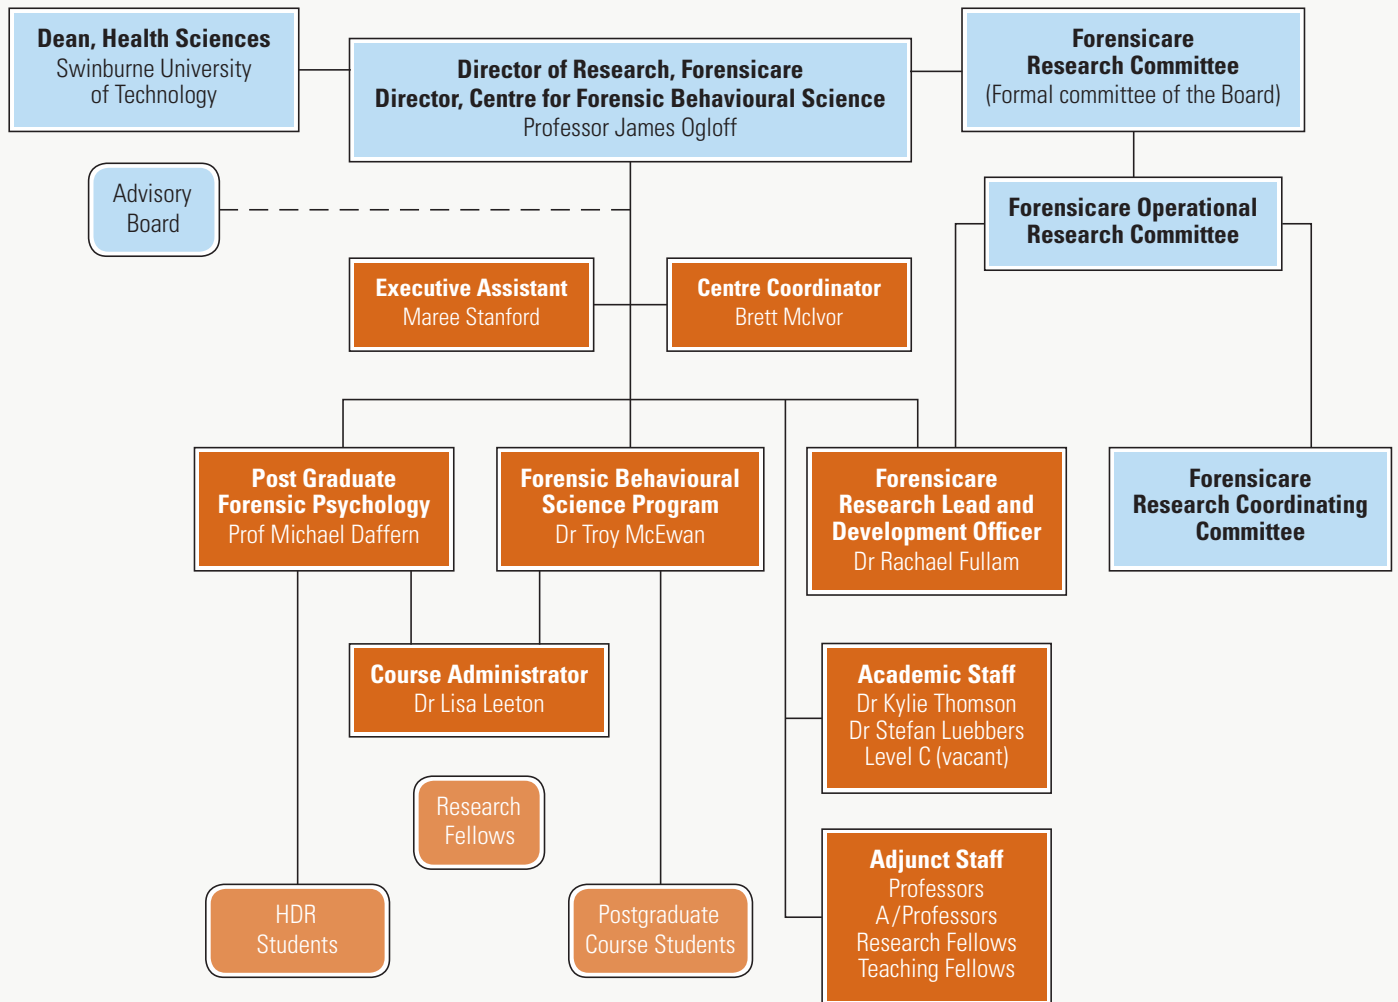 Dean, Health Sciences
Swinburne University
of Technology
Director of Research, Forensicare
Director, Centre for Forensic Behavioural Science
Professor James Ogloff
Forensicare
Research Committee
(Formal committee of the Board)
Advisory
Board
Forensicare Operational
Research Committee
Executive Assistant
Maree Stanford
Centre Coordinator
Brett McIvor
Post Graduate
Forensic Psychology
Prof Michael Daffern
Forensic Behavioural
Science Program
Dr Troy McEwan
Forensicare
Research Lead and
Development Officer
Dr Rachael Fullam
Forensicare
Research Coordinating
Committee
Course Administrator
Dr Lisa Leeton
Academic Staff
Dr Kylie Thomson
Dr Stefan Luebbers
Level C (vacant)
Research
Fellows
Adjunct Staff
Professors
A/Professors
Research Fellows
Teaching Fellows
HDR
Students
Postgraduate
Course Students